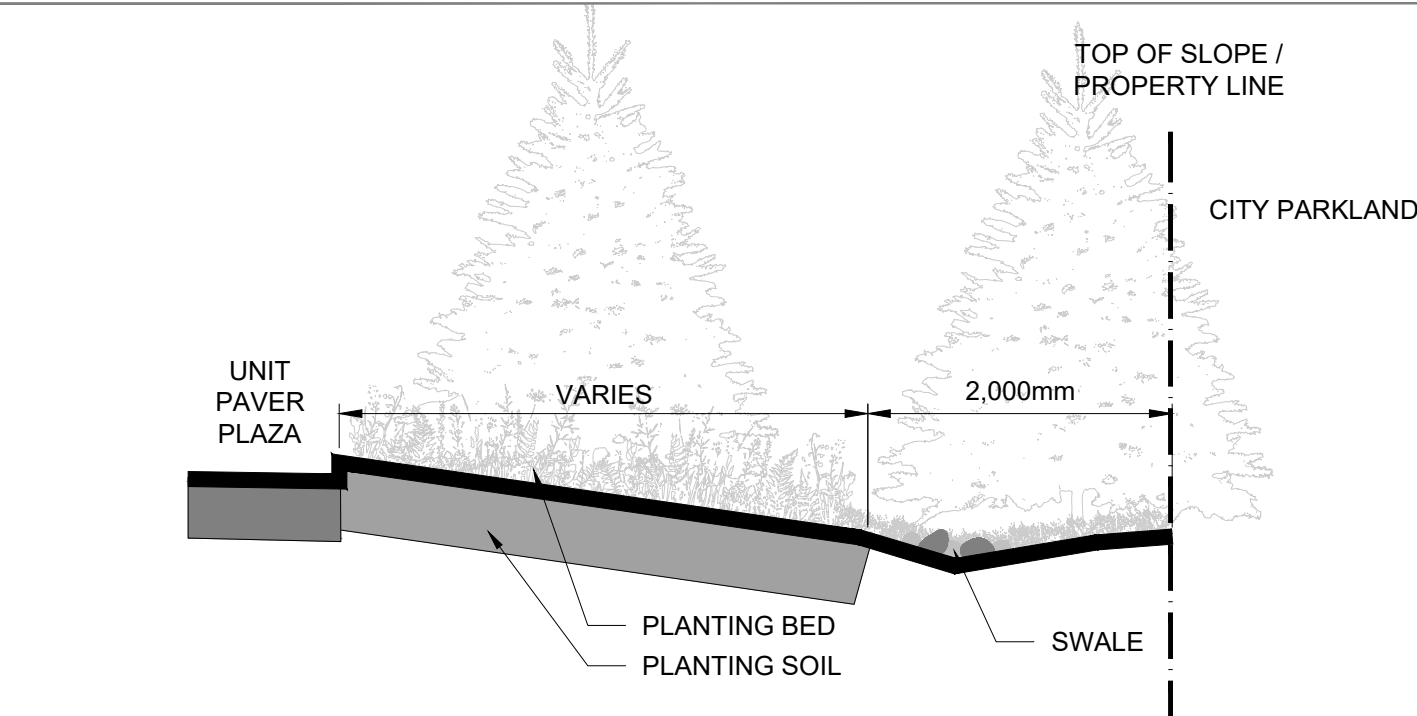 TOP OF SLOPE /
PROPERTY LINE
CITY PARKLAND
UNIT
PAVER
PLAZA
VARIES
2,000mm
PLANTING BED
PLANTING SOIL
SWALE